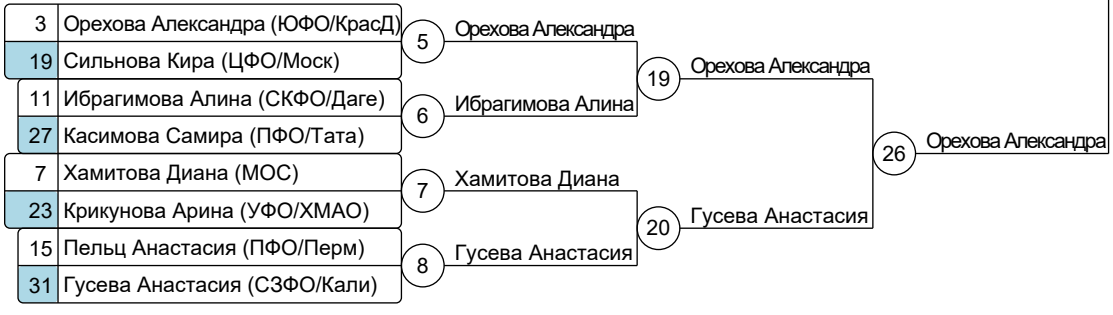 3 Орехова Александра (ЮФО/КрасД)
19 Сильнова Кира (ЦФО/Моск)
11 Ибрагимова Алина (СКФО/Даге)
27 Касимова Самира (ПФО/Тата)
7 Хамитова Диана (МОС)
23 Крикунова Арина (УФО/ХМАО)
15 Пельц Анастасия (ПФО/Перм)
31 Гусева Анастасия (СЗФО/Кали)
5 Орехова Александра
6 Ибрагимова Алина
7 Хамитова Диана
8 Гусева Анастасия
19 Орехова Александра
20 Гусева Анастасия
26 Орехова Александра